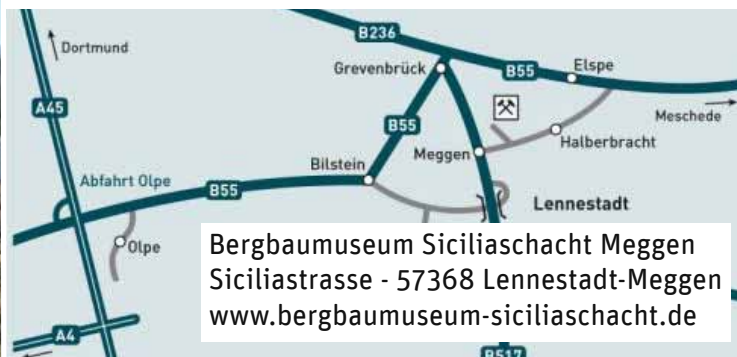 B236
Dortmund
Grevenbrück
B55
Elspe
A45
Meschede
B55
Halberbracht
Meggen
Bilstein
Abfahrt Olpe
B55
Lennestadt
Olpe
Bergbaumuseum Siciliaschacht Meggen
Siciliastrasse - 57368 Lennestadt-Meggen
www.bergbaumuseum-siciliaschacht.de
A4
B517